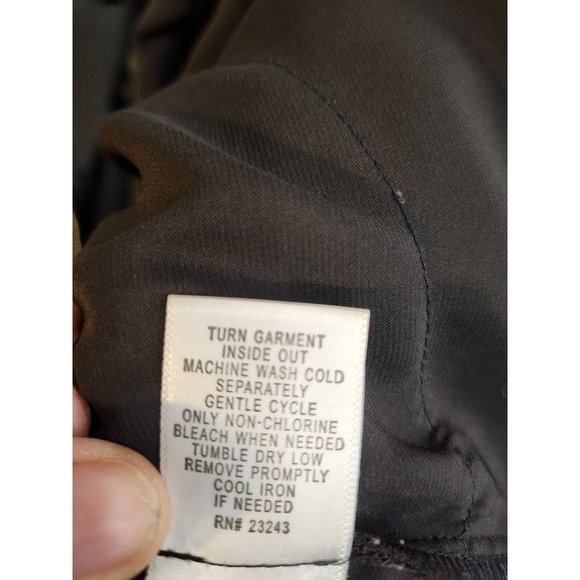 TURN GARMENT
INSIDE OUT
MACHINE WASH COLD
SEPARATELY
GENTLE CYCLE
ONLY NON-CHLORINE
BLEACH WHEN NEEDED
TUMBLE DRY LOW
REMOVE PROMPTLY
COOL IRON
IF NEEDED
RN# 23243